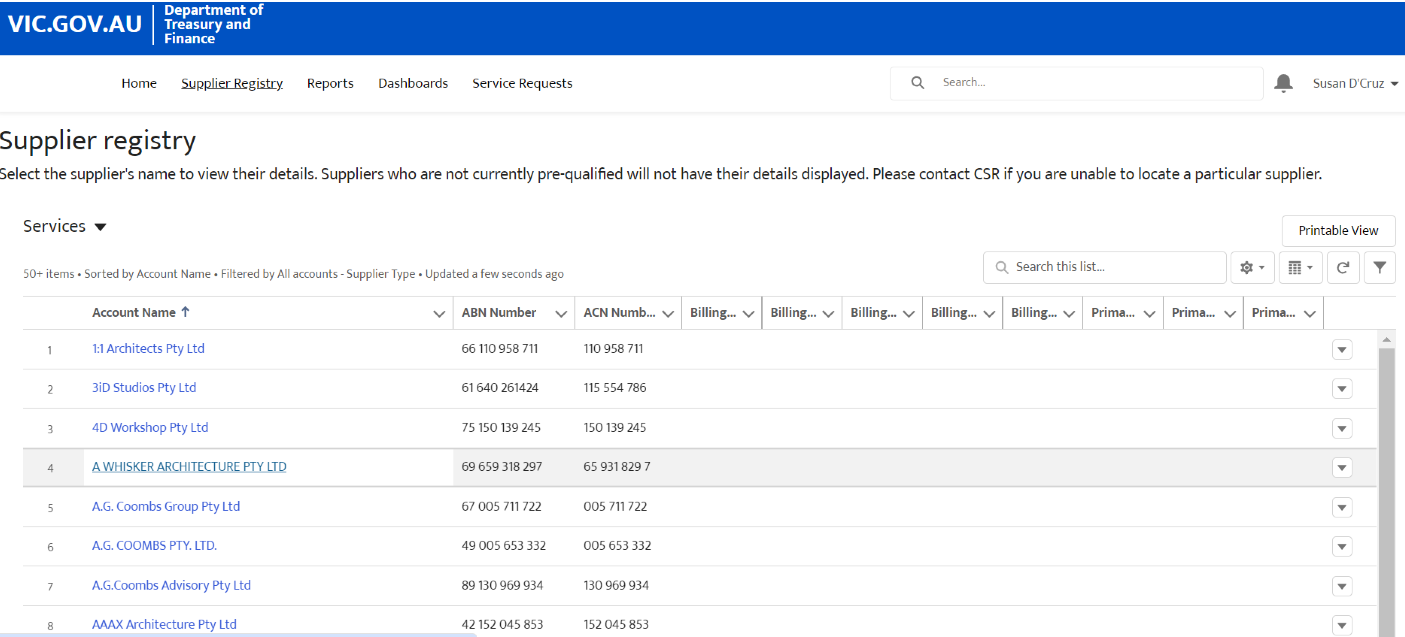 VIC.GOV.AU
Department of
Treasury and
Finance
Home Supplier Registry Reports Dashboards Service Requests Search... Susan D'Cruz
Supplier registry
Select the supplier's name to view their details. Suppliers who are not currently pre-qualified will not have their details displayed. Please contact CSR if you are unable to locate a particular supplier.
Services
Printable View
50+ items • Sorted by Account Name • Filtered by All accounts - Supplier Type • Updated a few seconds ago Search this list...
Account Name ↑ ABN Number ACN Numb... Billing... Billing... Billing... Billing... Billing... Prima... Prima... Prima...
1 1:1 Architects Pty Ltd 66 110 958 711 110 958 711
2 3iD Studios Pty Ltd 61 640 261424 115 554 786
3 4D Workshop Pty Ltd 75 150 139 245 150 139 245
4 A WHISKER ARCHITECTURE PTY LTD 69 659 318 297 65 931 829 7
5 A.G. Coombs Group Pty Ltd 67 005 711 722 005 711 722
6 A.G. COOMBS PTY. LTD. 49 005 653 332 005 653 332
7 A.G.Coombs Advisory Pty Ltd 89 130 969 934 130 969 934
8 AAAX Architecture Pty Ltd 42 152 045 853 152 045 853